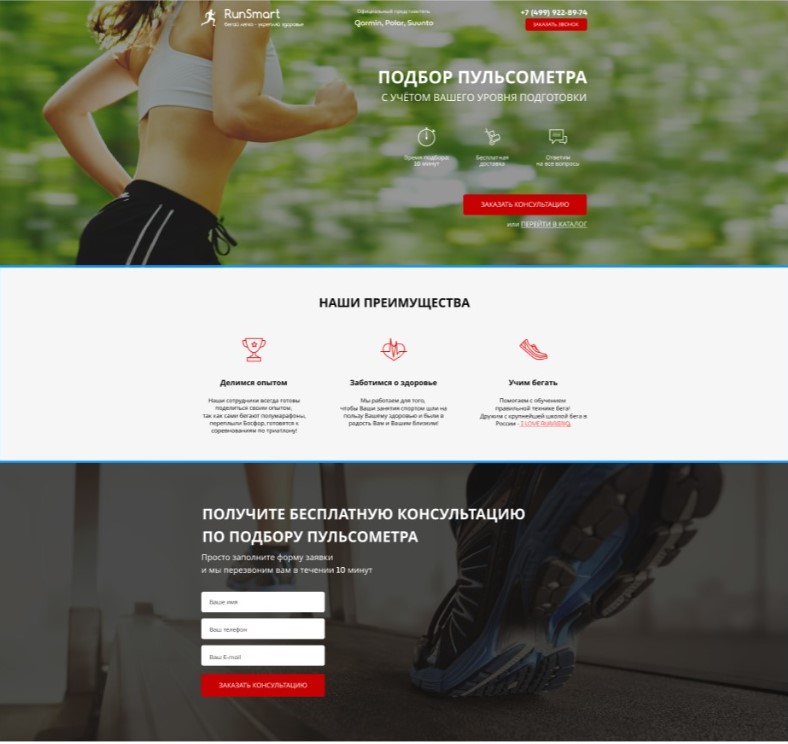 RunSmart
бегай легко - укрепляй здоровье
Официальный представитель
Garmin, Polar, Suunto
+7 (499) 922-89-74
ЗАКАЗАТЬ ЗВОНОК
ПОДБОР ПУЛЬСОМЕТРА
С УЧЁТОМ ВАШЕГО УРОВНЯ ПОДГОТОВКИ
Время подбора
10 минут
Бесплатная
доставка
Ответим
на все вопросы
ЗАКАЗАТЬ КОНСУЛЬТАЦИЮ
или ПЕРЕЙТИ В КАТАЛОГ
НАШИ ПРЕИМУЩЕСТВА
Делимся опытом
Наши сотрудники всегда готовы
поделиться своим опытом,
так как сами бегают полумарафоны,
переплыли Босфор, готовятся к
соревнованиям по триатлону!
Заботимся о здоровье
Мы работаем для того,
чтобы Ваши занятия спортом шли на
пользу Вашему здоровью и были в
радость Вам и Вашим близким!
Учим бегать
Помогаем с обучением
правильной технике бега!
Дружим с крупнейшей школой бега в
России - I LOVE RUNNING
ПОЛУЧИТЕ БЕСПЛАТНУЮ КОНСУЛЬТАЦИЮ
ПО ПОДБОРУ ПУЛЬСОМЕТРА
Просто заполните форму заявки
и мы перезвоним вам в течении 10 минут
Ваше имя
Ваш телефон
Ваш E-mail
ЗАКАЗАТЬ КОНСУЛЬТАЦИЮ